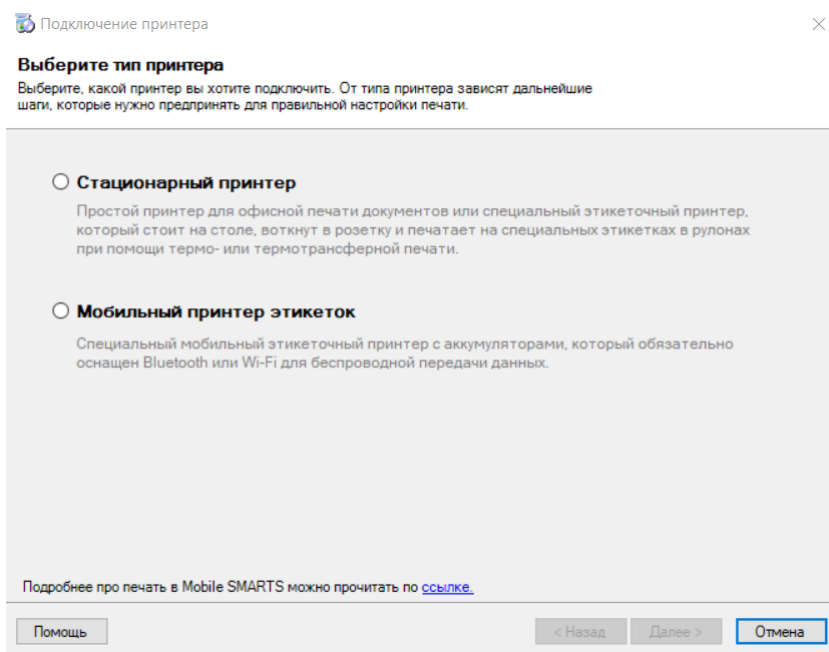 Подключение принтера
Выберите тип принтера
Выберите, какой принтер вы хотите подключить. От типа принтера зависят дальнейшие
шаги, которые нужно предпринять для правильной настройки печати.
Стационарный принтер
Простой принтер для офисной печати документов или специальный этикеточный принтер,
который стоит на столе, воткнут в розетку и печатает на специальных этикетках в рулонах
при помощи термо- или термотрансферной печати.
Мобильный принтер этикеток
Специальный мобильный этикеточный принтер с аккумуляторами, который обязательно
оснащен Bluetooth или Wi-Fi для беспроводной передачи данных.
Подробнее про печать в Mobile SMARTS можно прочитать по ссылке.
Помощь
< Назад
Далее >
Отмена